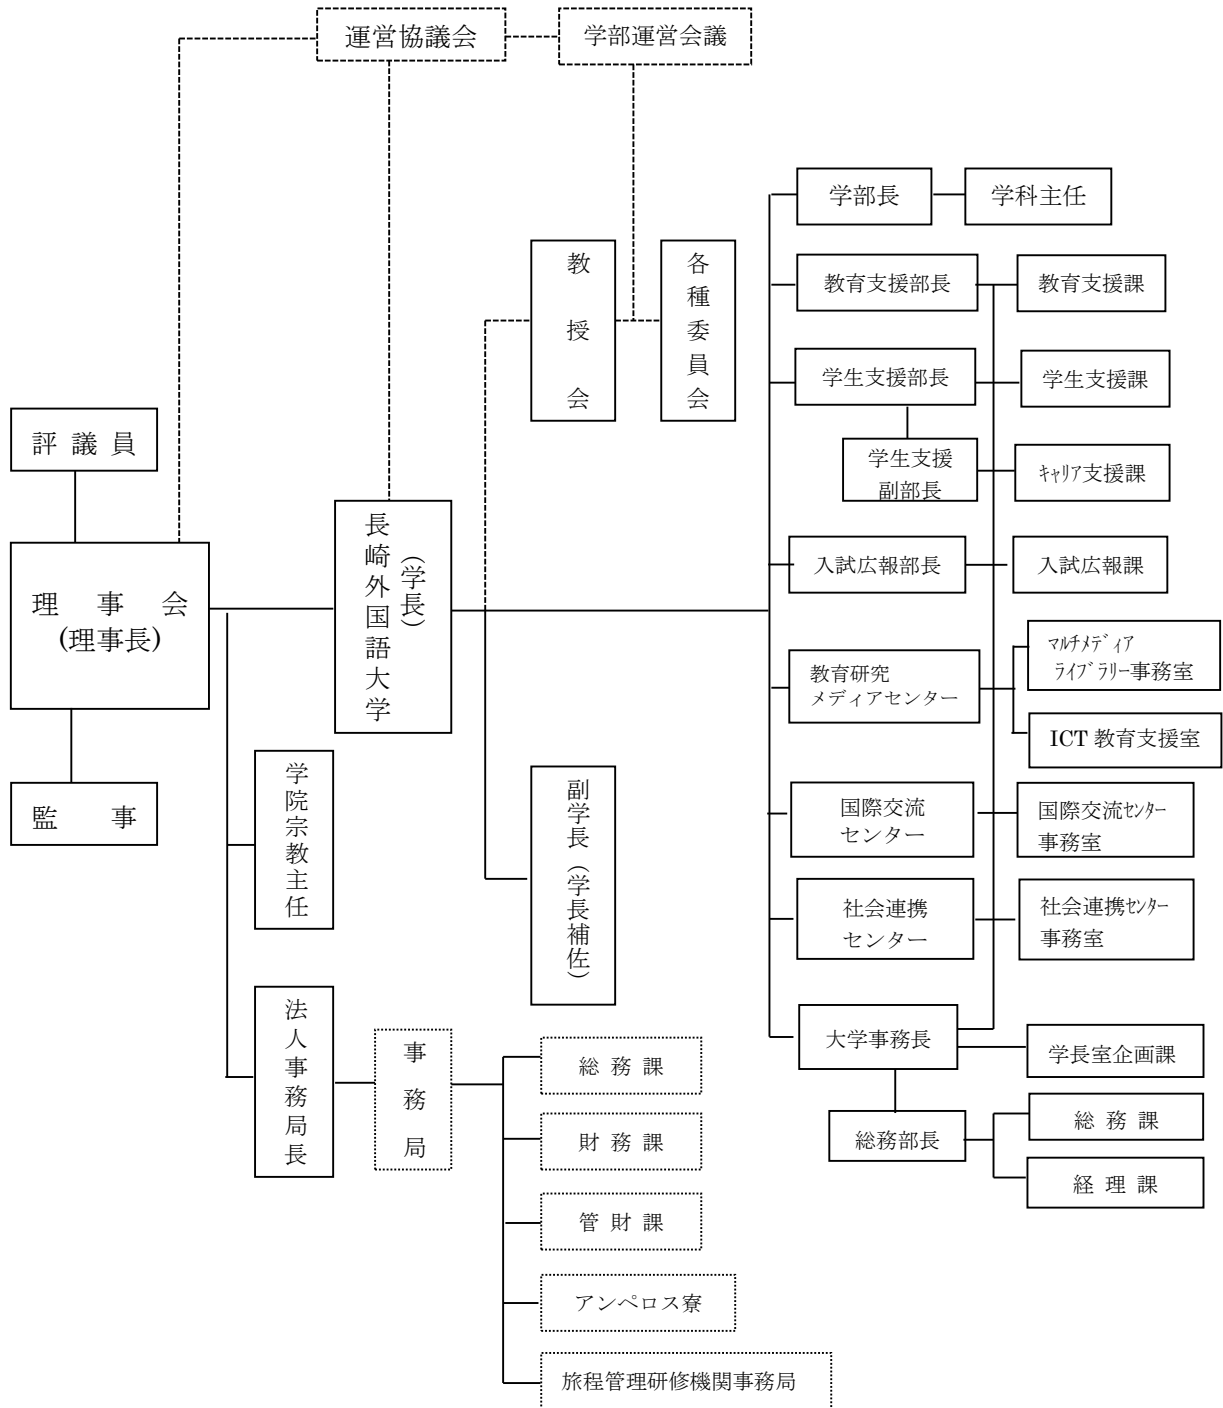 運営協議会
学部運営会議
学部長
学科主任
教授会
各種委員会
教育支援部長
教育支援課
学生支援部長
学生支援課
評議員
学生支援
副部長
ｷｬﾘｱ支援課
長崎外国語大学
(学長)
入試広報部長
入試広報課
理事会
(理事長)
教育研究
メディアセンター
ﾏﾙﾁﾒﾃﾞｨｱ
ﾗｲﾌﾞﾗﾘｰ事務室
ICT 教育支援室
監事
学院宗教主任
副学長（学長補佐）
国際交流
センター
国際交流ｾﾝﾀｰ
事務室
社会連携
センター
社会連携ｾﾝﾀｰ
事務室
法人事務局長
事務局
大学事務長
学長室企画課
総務課
財務課
管財課
アンペロス寮
旅程管理研修機関事務局
総務部長
総務課
経理課